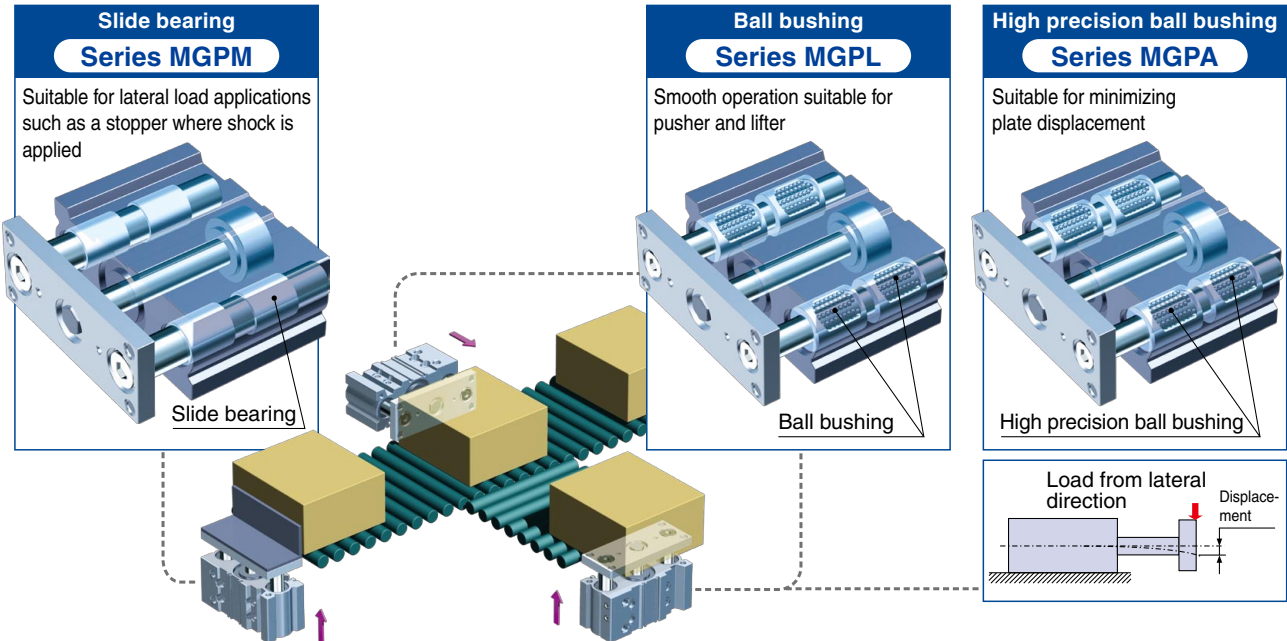 Slide bearing
Series MGPM
Suitable for lateral load applications
such as a stopper where shock is
applied
Slide bearing
Ball bushing
Series MGPL
Smooth operation suitable for
pusher and lifter
Ball bushing
High precision ball bushing
Series MGPA
Suitable for minimizing
plate displacement
High precision ball bushing
Load from lateral
direction
Displace-
ment